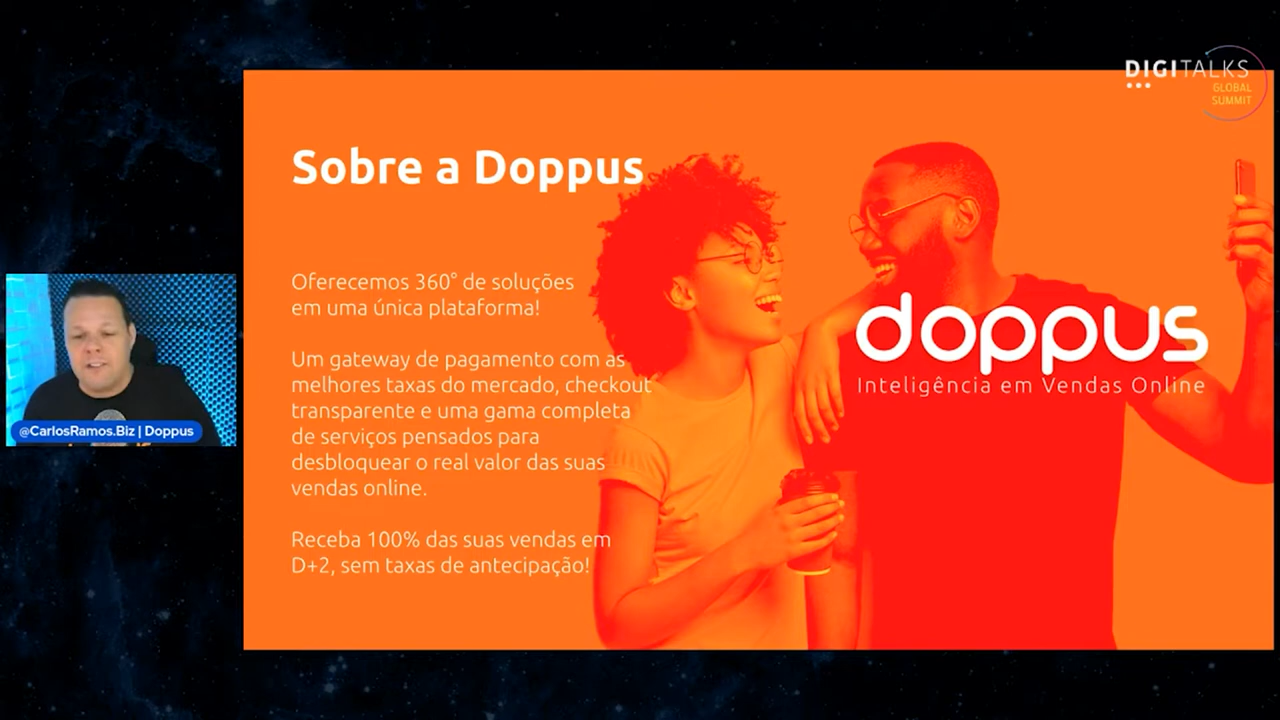 DIGITALKS
GLOBAL
SUMMIT
Sobre a Doppus
Oferecemos 360° de soluções
em uma única plataforma!
Um gateway de pagamento com as
melhores taxas do mercado, checkout
transparente e uma gama completa
de serviços pensados para
desbloquear o real valor das suas
vendas online.
Receba 100% das suas vendas em
D+2, sem taxas de antecipação!
doppus
Inteligência em Vendas Online
@CarlosRamos.Biz | Doppus